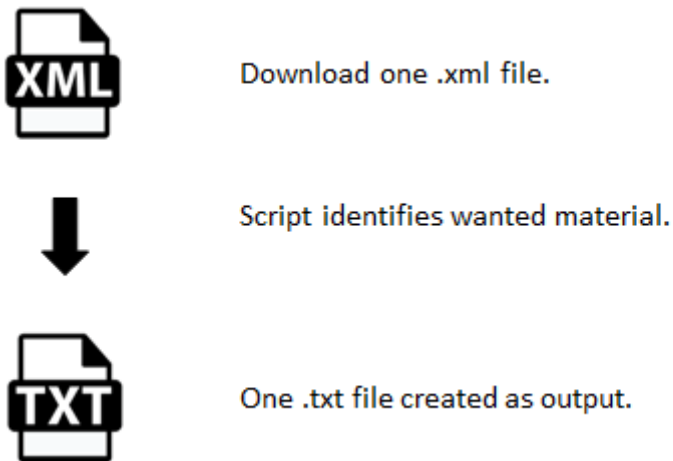 XML
Download one .xml file.
Script identifies wanted material.
TXT
One .txt file created as output.